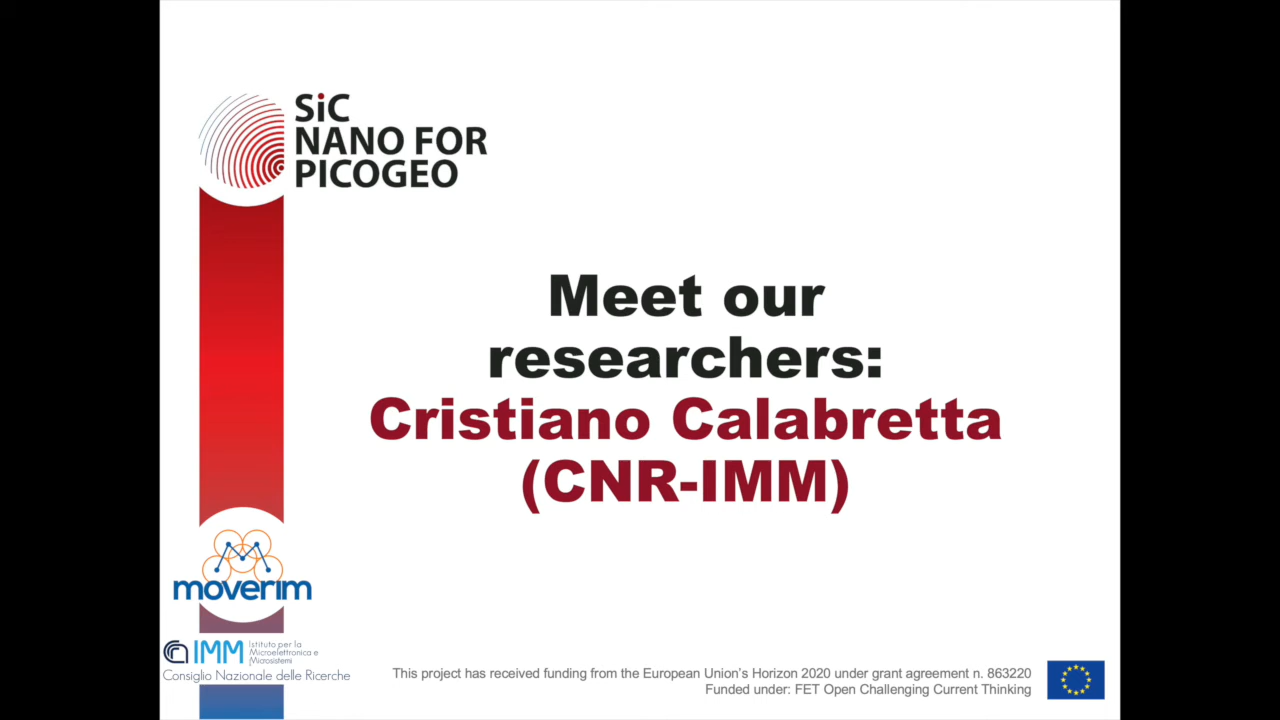 SiC
NANO FOR
PICOGEO
Meet our
researchers:
Cristiano Calabretta
(CNR-IMM)
moverim
IMM
Istituto per la
Microelettronica e
Microsistemi
Consiglio Nazionale delle Ricerche
This project has received funding from the European Union's Horizon 2020 under grant agreement n. 863220
Funded under: FET Open Challenging Current Thinking